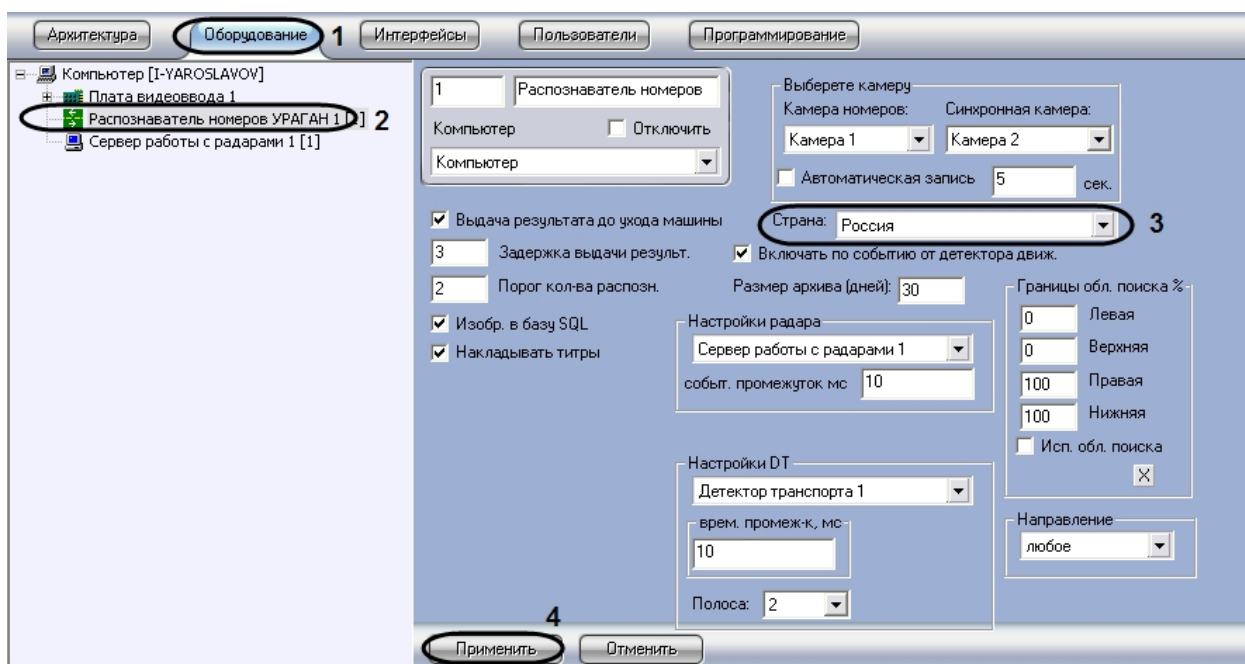 Архитектура
Оборудование
1
Интерфейсы
Пользователи
Программирование
Компьютер [I-YAROSLAVOV]
Плата видеоввода 1
Распознаватель номеров УРАГАН 1
2
Сервер работы с радарами 1 [1]
1
Распознаватель номеров
Компьютер
Отключить
Компьютер
Выберете камеру
Камера номеров:
Синхронная камера:
Камера 1
Камера 2
Автоматическая запись
5
сек.
Выдача результата до ухода машины
Страна:
Россия
3
3
Задержка выдачи результ.
Включать по событию от детектора движ.
2
Порог кол-ва распозн.
Размер архива (дней):
30
Изобр. в базу SQL
Накладывать титры
Настройки радара
Сервер работы с радарами 1
событ. промежуток мс
10
Границы обл. поиска %
0
Левая
0
Верхняя
100
Правая
100
Нижняя
Исп. обл. поиска
X
Настройки DT
Детектор транспорта 1
врем. промеж-к, мс
10
Полоса:
2
Направление
любое
4
Применить
Отменить